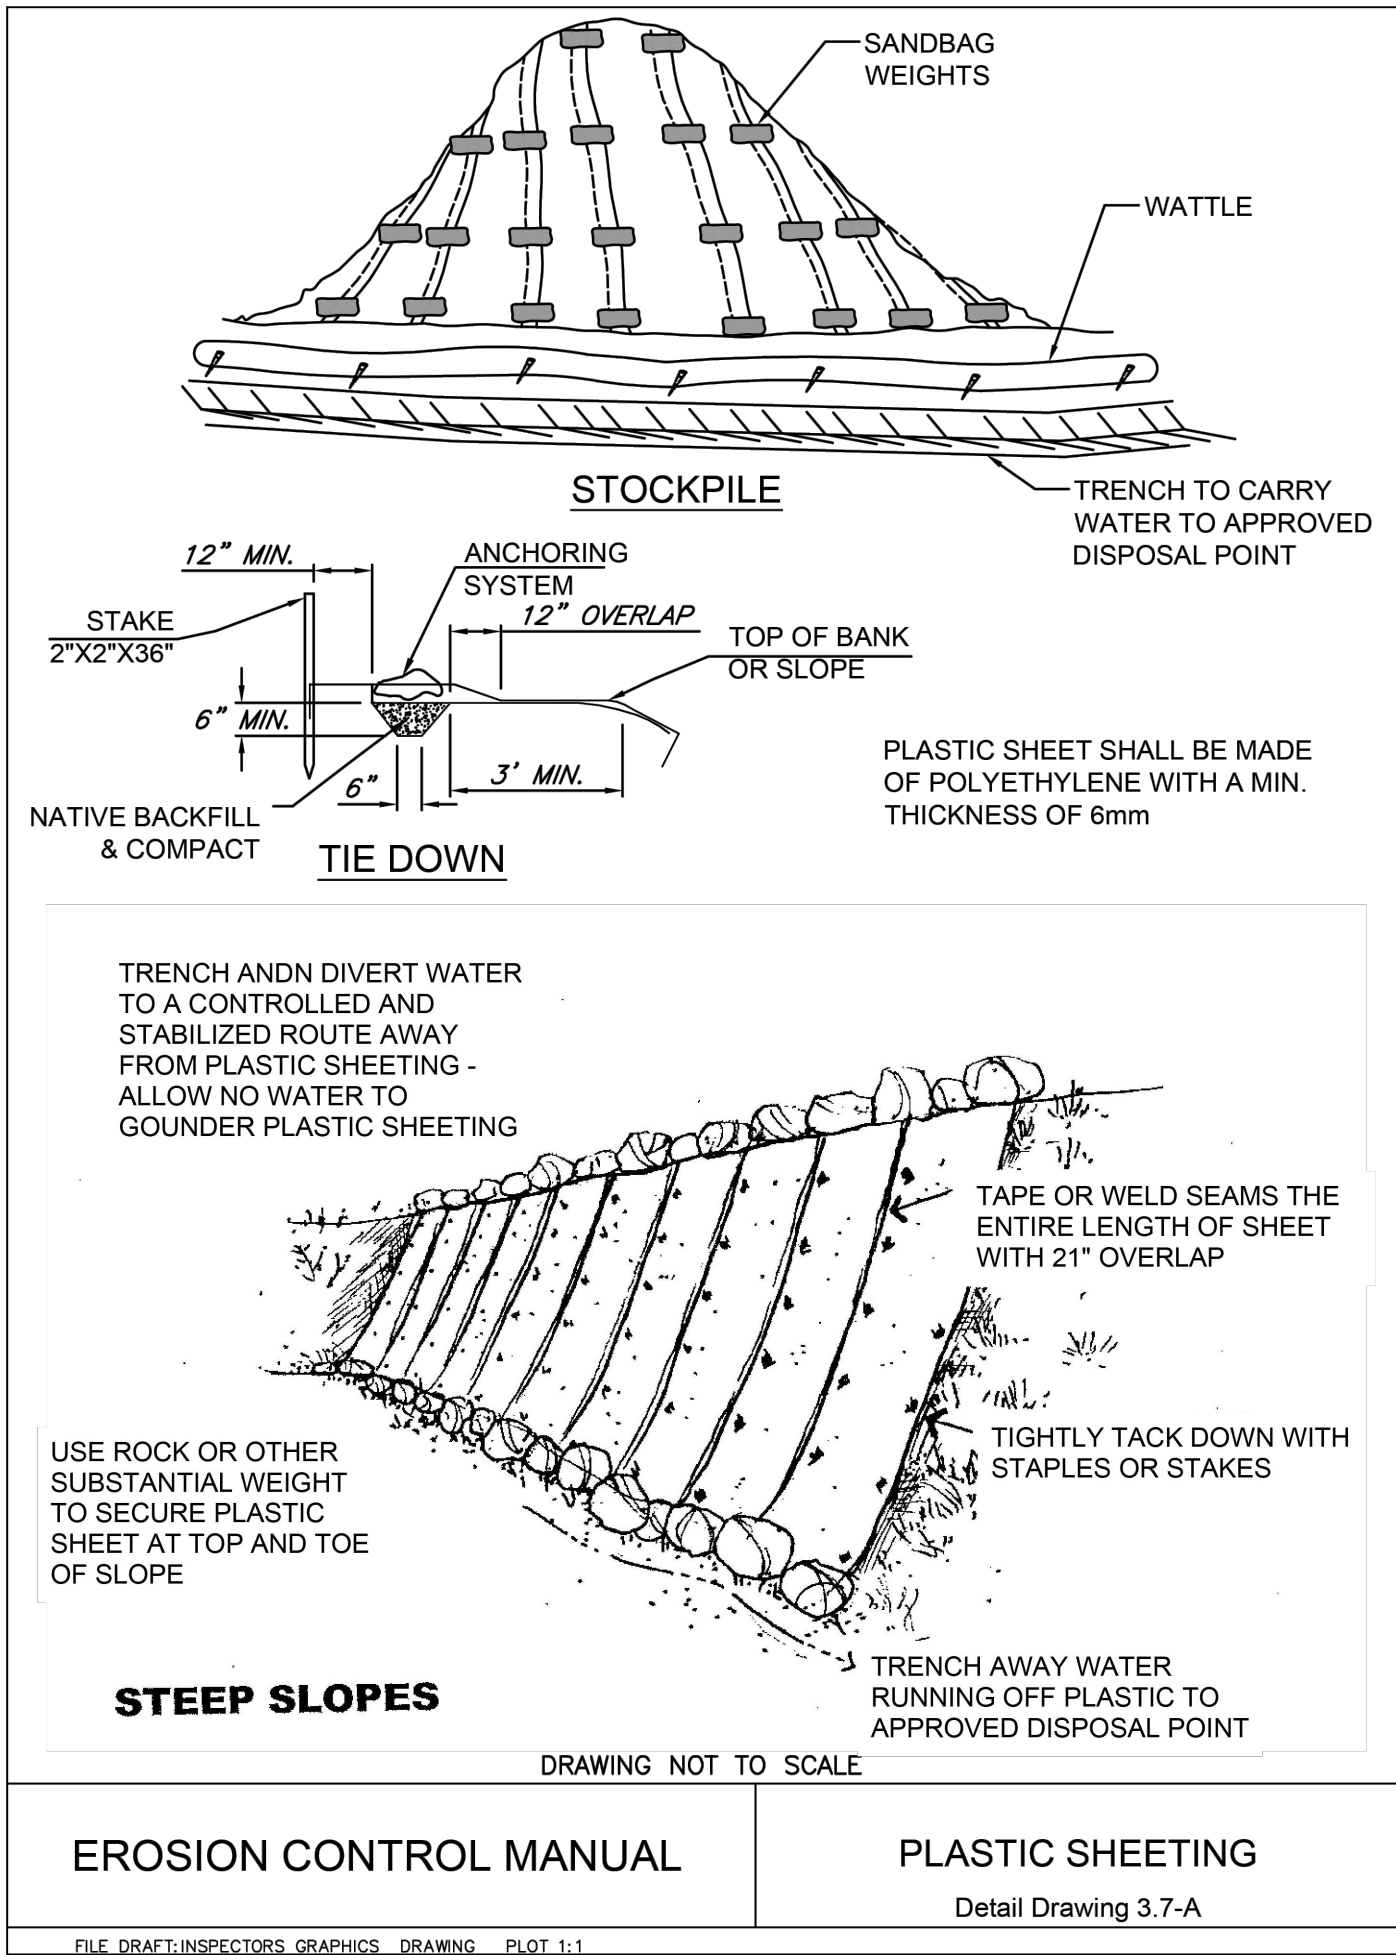 SANDBAG
WEIGHTS
WATTLE
STOCKPILE
TRENCH TO CARRY
WATER TO APPROVED
DISPOSAL POINT
12" MIN.
ANCHORING
SYSTEM
STAKE
2"X2"X36"
12" OVERLAP
TOP OF BANK
OR SLOPE
6" MIN.
6"
3' MIN.
NATIVE BACKFILL
& COMPACT
TIE DOWN
PLASTIC SHEET SHALL BE MADE
OF POLYETHYLENE WITH A MIN.
THICKNESS OF 6mm
TRENCH ANDN DIVERT WATER
TO A CONTROLLED AND
STABILIZED ROUTE AWAY
FROM PLASTIC SHEETING -
ALLOW NO WATER TO
GOUNDER PLASTIC SHEETING
TAPE OR WELD SEAMS THE
ENTIRE LENGTH OF SHEET
WITH 21" OVERLAP
TIGHTLY TACK DOWN WITH
STAPLES OR STAKES
USE ROCK OR OTHER
SUBSTANTIAL WEIGHT
TO SECURE PLASTIC
SHEET AT TOP AND TOE
OF SLOPE
TRENCH AWAY WATER
RUNNING OFF PLASTIC TO
APPROVED DISPOSAL POINT
STEEP SLOPES
DRAWING NOT TO SCALE
EROSION CONTROL MANUAL
PLASTIC SHEETING
Detail Drawing 3.7-A
FILE DRAFT:INSPECTORS GRAPHICS DRAWING PLOT 1:1